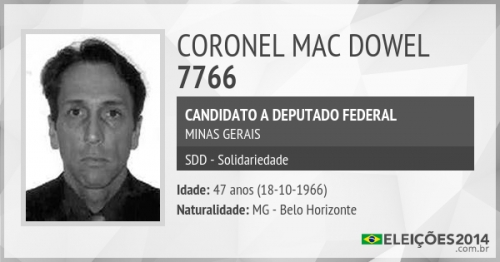 CORONEL MAC DOWEL
7766
CANDIDATO A DEPUTADO FEDERAL
MINAS GERAIS
SDD - Solidariedade
Idade: 47 anos (18-10-1966)
Naturalidade: MG - Belo Horizonte
ELEIÇÕES2014
.com.br